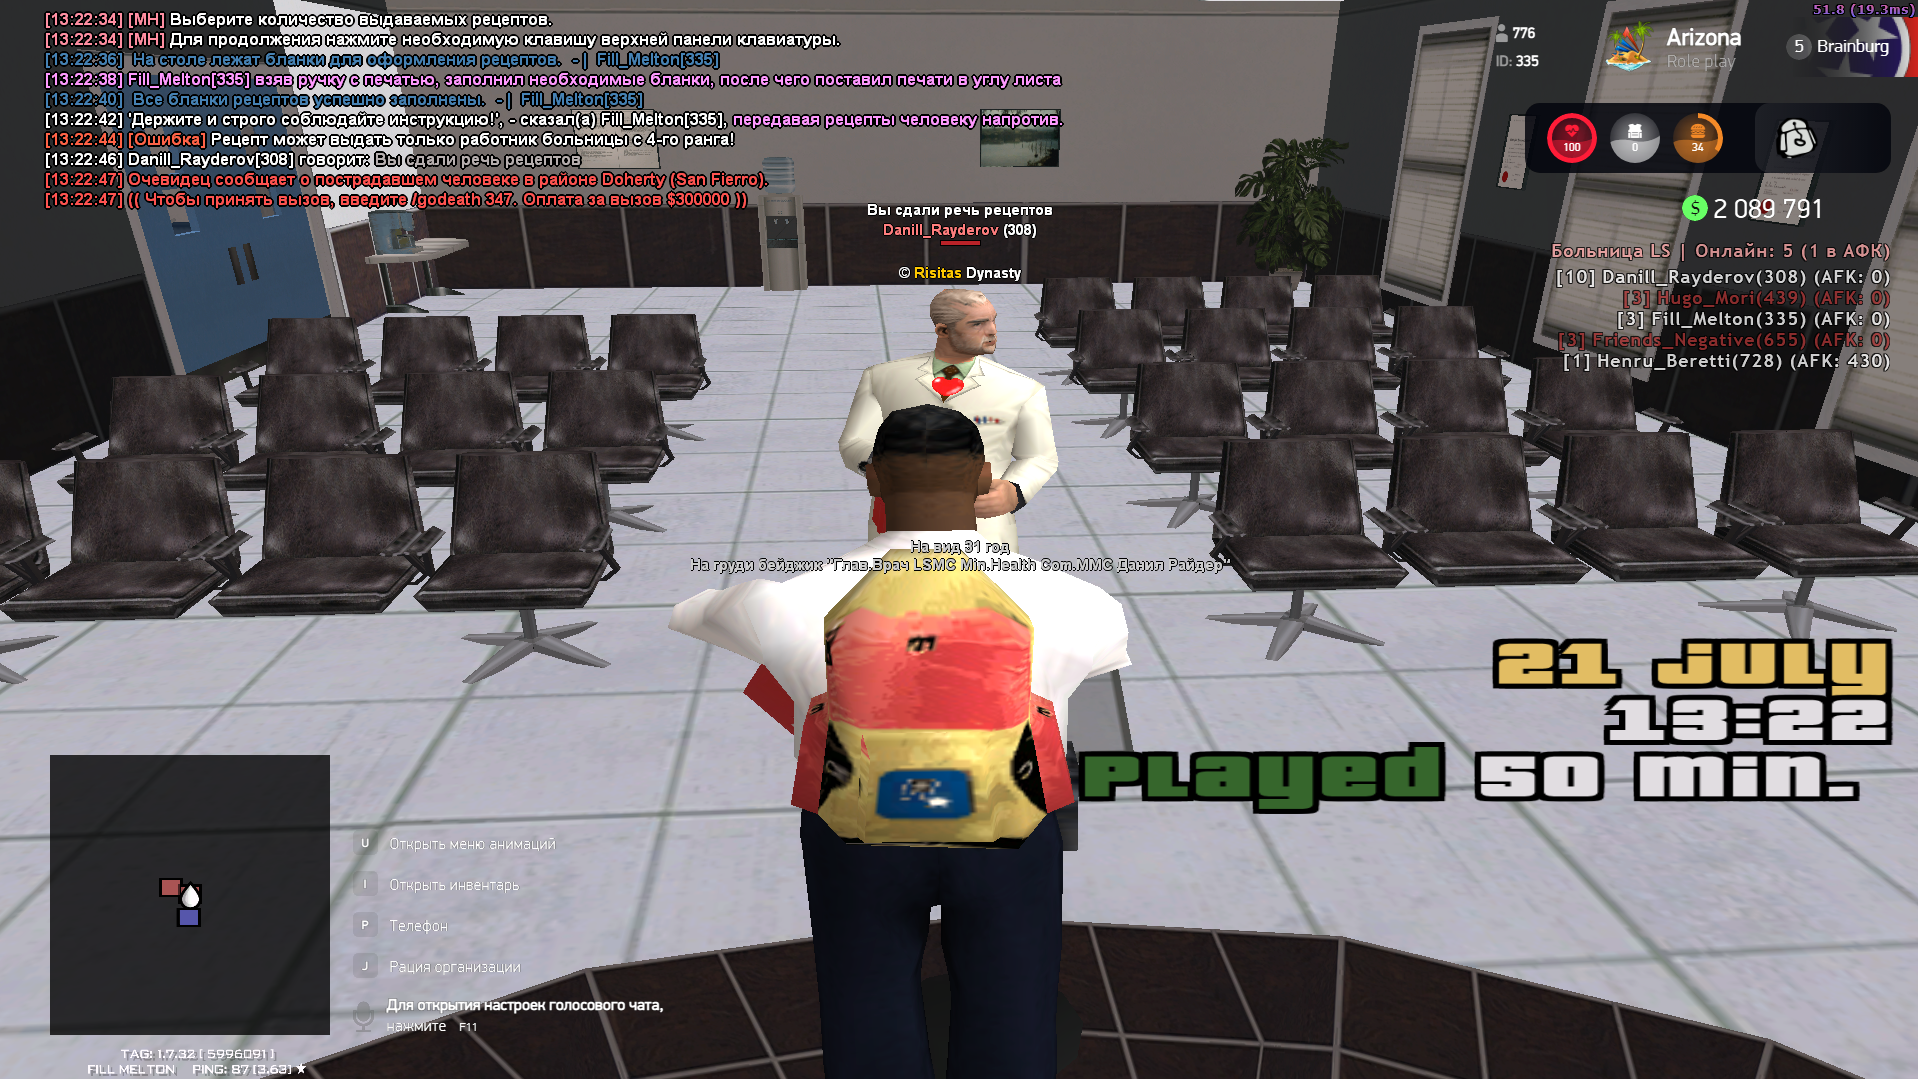 [13:22:34] [MH] Выберите количество выдаваемых рецептов.
[13:22:34] [MH] Для продолжения нажмите необходимую клавишу верхней панели клавиатуры.
[13:22:36] На столе лежат бланки для оформления рецептов. - | Fill_Melton[335]
[13:22:38] Fill_Melton[335] взяв ручку с печатью, заполнил необходимые бланки, после чего поставил печати в углу листа
[13:22:40] Все бланки рецептов успешно заполнены. - | Fill_Melton[335]
[13:22:42] 'Держите и строго соблюдайте инструкцию!', - сказал(а) Fill_Melton[335], передавая рецепты человеку напротив.
[13:22:44] [Ошибка] Рецепт может выдать только работник больницы с 4-го ранга!
[13:22:46] Danill_Rayderov[308] говорит: Вы сдали речь рецептов
[13:22:47] Очевидец сообщает о пострадавшем человеке в районе Doherty (San Fierro).
[13:22:47] (( Чтобы принять вызов, введите /godeath 347. Оплата за вызов $300000 ))
51.8 (19.3ms)
776
ID: 335
Arizona
Role play
5 Brainburg
100
0
34
$ 2 089 791
Больница LS | Онлайн: 5 (1 в АФК)
[10] Danill_Rayderov(308) (AFK: 0)
[3] Hugo_Mori(439) (AFK: 0)
[3] Fill_Melton(335) (AFK: 0)
[3] Friends_Negative(655) (AFK: 0)
[1] Henru_Beretti(728) (AFK: 430)
Вы сдали речь рецептов
Danill_Rayderov (308)
© Risitas Dynasty
На вид 31 год
На груди бейджик "Глав.Врач LSMC Min.Health Com.MMC Данил Райдер"
21 July
13:22
Played 50 min.
U Открыть меню анимаций
I Открыть инвентарь
P Телефон
J Рация организации
Для открытия настроек голосового чата,
нажмите F11
TAG: 1.7.32 [ 5996091 ]
FILL MELTON PING: 87 [3.63] ★